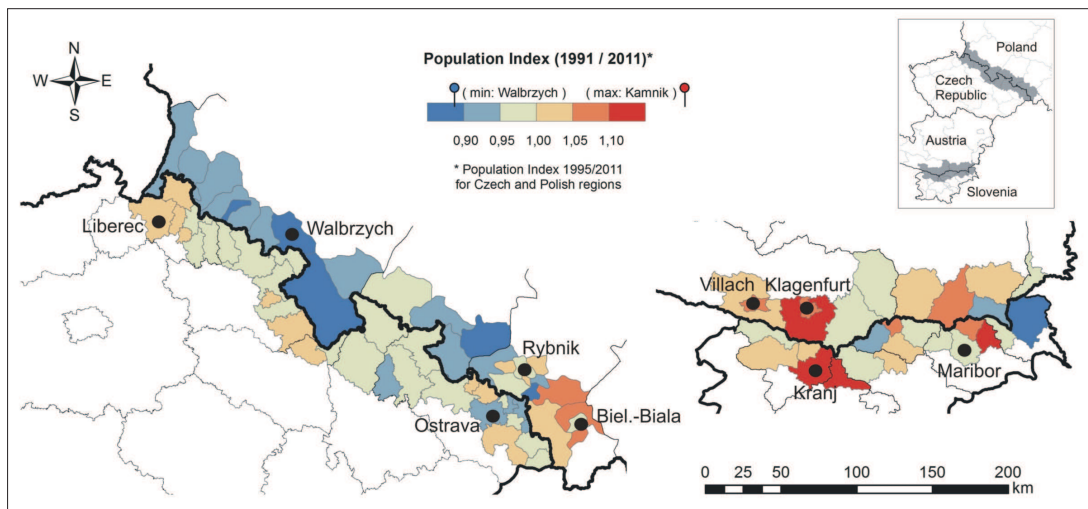 N
W E
S
Population Index (1991 / 2011)*
( min: Walbrzych ) ( max: Kamnik )
0,90 0,95 1,00 1,05 1,10
* Population Index 1995/2011
for Czech and Polish regions
Poland
Czech
Republic
Austria
Slovenia
Liberec
Walbrzych
Rybnik
Ostrava
Biel.-Biala
Villach Klagenfurt
Maribor
Kranj
0 25 50 100 150 200
km